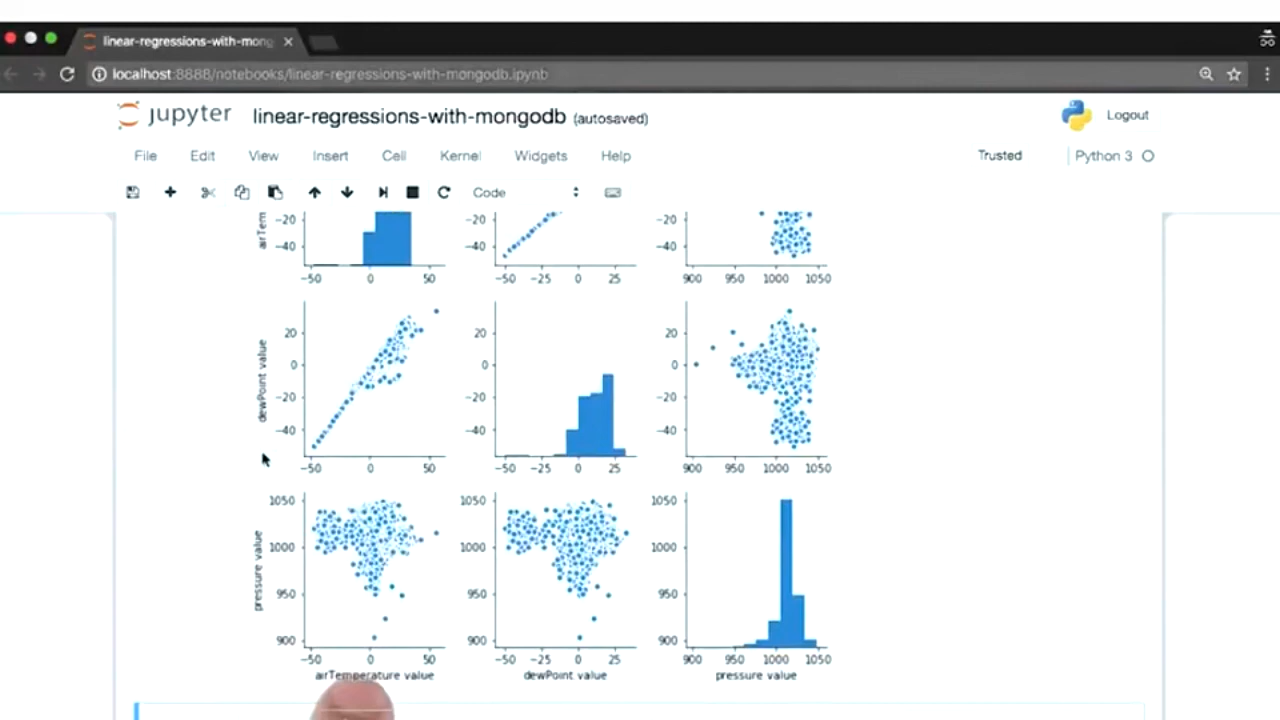 linear-regressions-with-mong
localhost:8888/notebooks/linear-regressions-with-mongodb.ipynb
jupyter linear-regressions-with-mongodb (autosaved) Logout
File Edit View Insert Cell Kernel Widgets Help Trusted Python 3
Code
airTem −20 −20 −20
−40 −40 −40
−50 0 50 −50 −25 0 25 900 950 1000 1050
dewPoint value
20 20 20
0 0 0
−20 −20 −20
−40 −40 −40
−50 0 50 −50 −25 0 25 900 950 1000 1050
pressure value
1050 1050 1050
1000 1000 1000
950 950 950
900 900 900
−50 0 50 −50 −25 0 25 900 950 1000 1050
airTemperature value dewPoint value pressure value